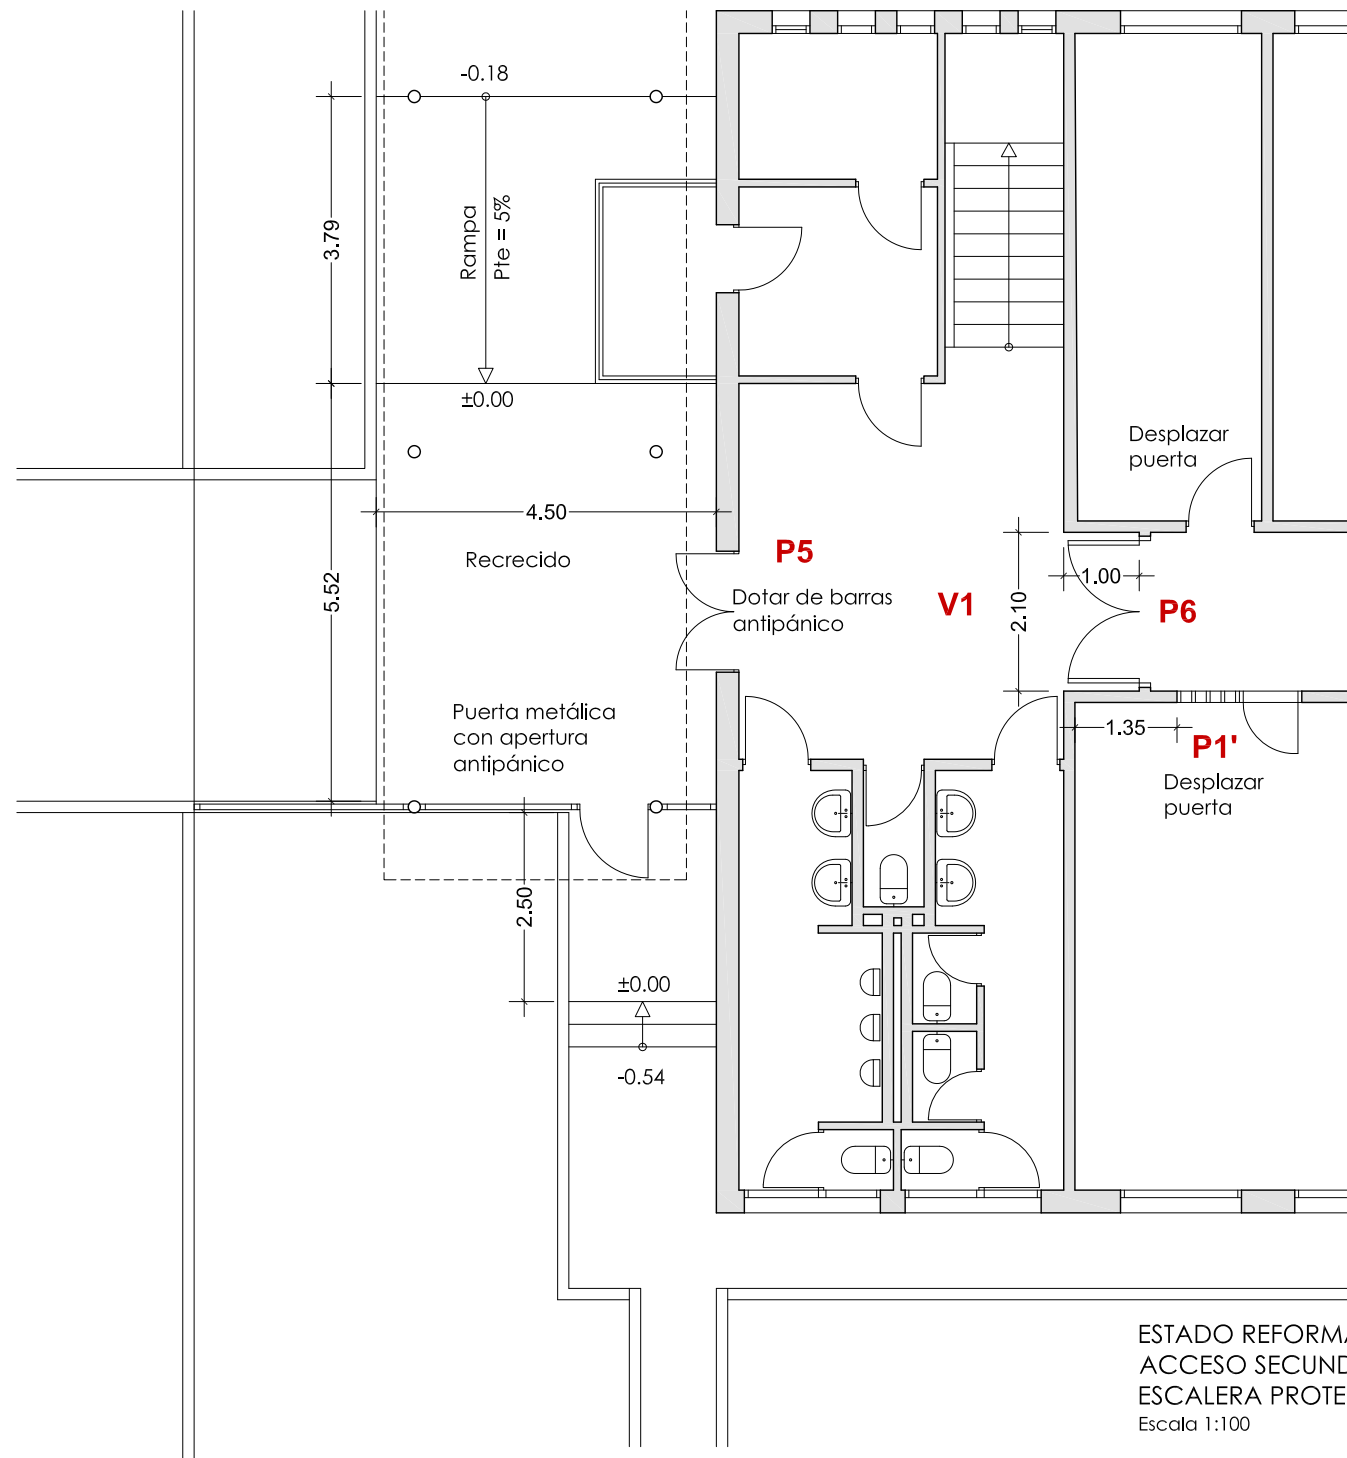 -0.18
3.79
Rampa
Pte = 5%
±0.00
Desplazar
puerta
4.50
Recrecido
P5
5.52
Dotar de barras
antipánico
V1
2.10
1.00
P6
Puerta metálica
con apertura
antipánico
1.35
P1'
Desplazar
puerta
2.50
±0.00
-0.54
ESTADO REFORMA
ACCESO SECUND
ESCALERA PROTE
Escala 1:100